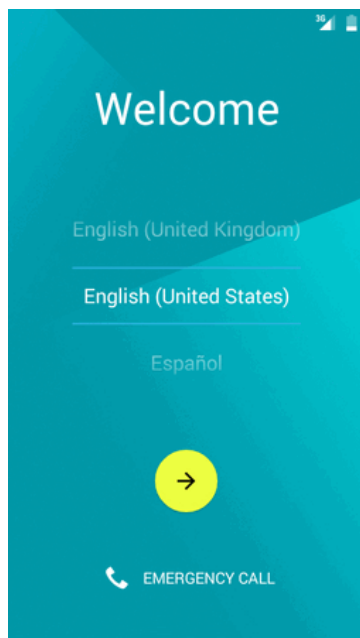 3G
Welcome
English (United Kingdom)
English (United States)
Español
EMERGENCY CALL